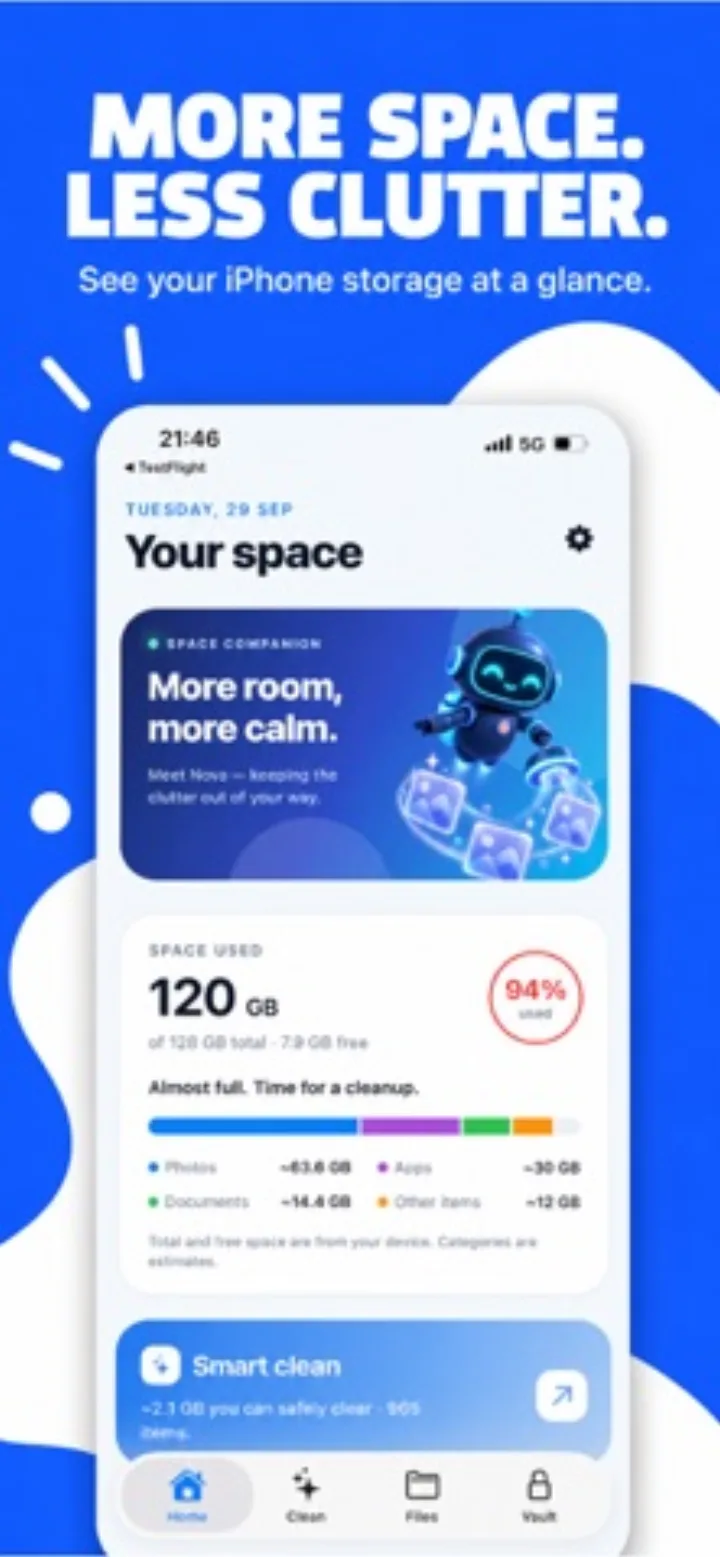 MORE SPACE.
LESS CLUTTER.
See your iPhone storage at a glance.
21:46
5G
◀ TestFlight
TUESDAY, 29 SEP
Your space
SPACE COMPANION
More room,
more calm.
Meet Nova — keeping the
clutter out of your way.
SPACE USED
120 GB
94%
used
of 128 GB total · 7.9 GB free
Almost full. Time for a cleanup.
Photos ~63.6 GB Apps ~30 GB
Documents ~14.4 GB Other items ~12 GB
Total and free space are from your device. Categories are
estimates.
Smart clean
~2.1 GB you can safely clear · 965
items.
Home Clean Files Vault